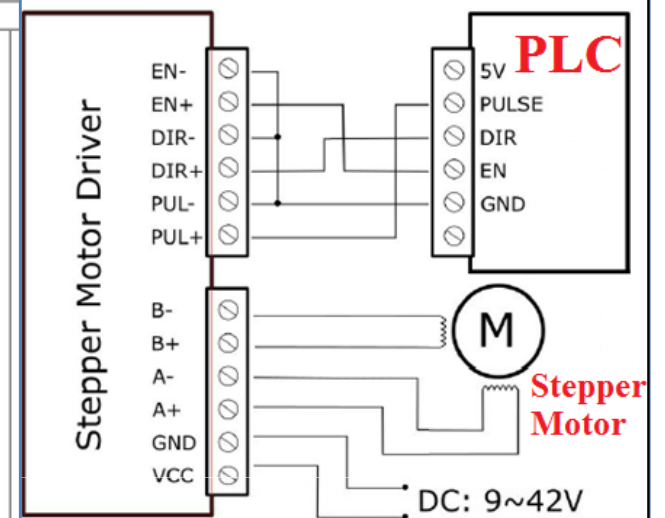 Stepper Motor Driver
EN-
EN+
DIR-
DIR+
PUL-
PUL+
B-
B+
A-
A+
GND
VCC
PLC
5V
PULSE
DIR
EN
GND
M
Stepper
Motor
DC: 9~42V